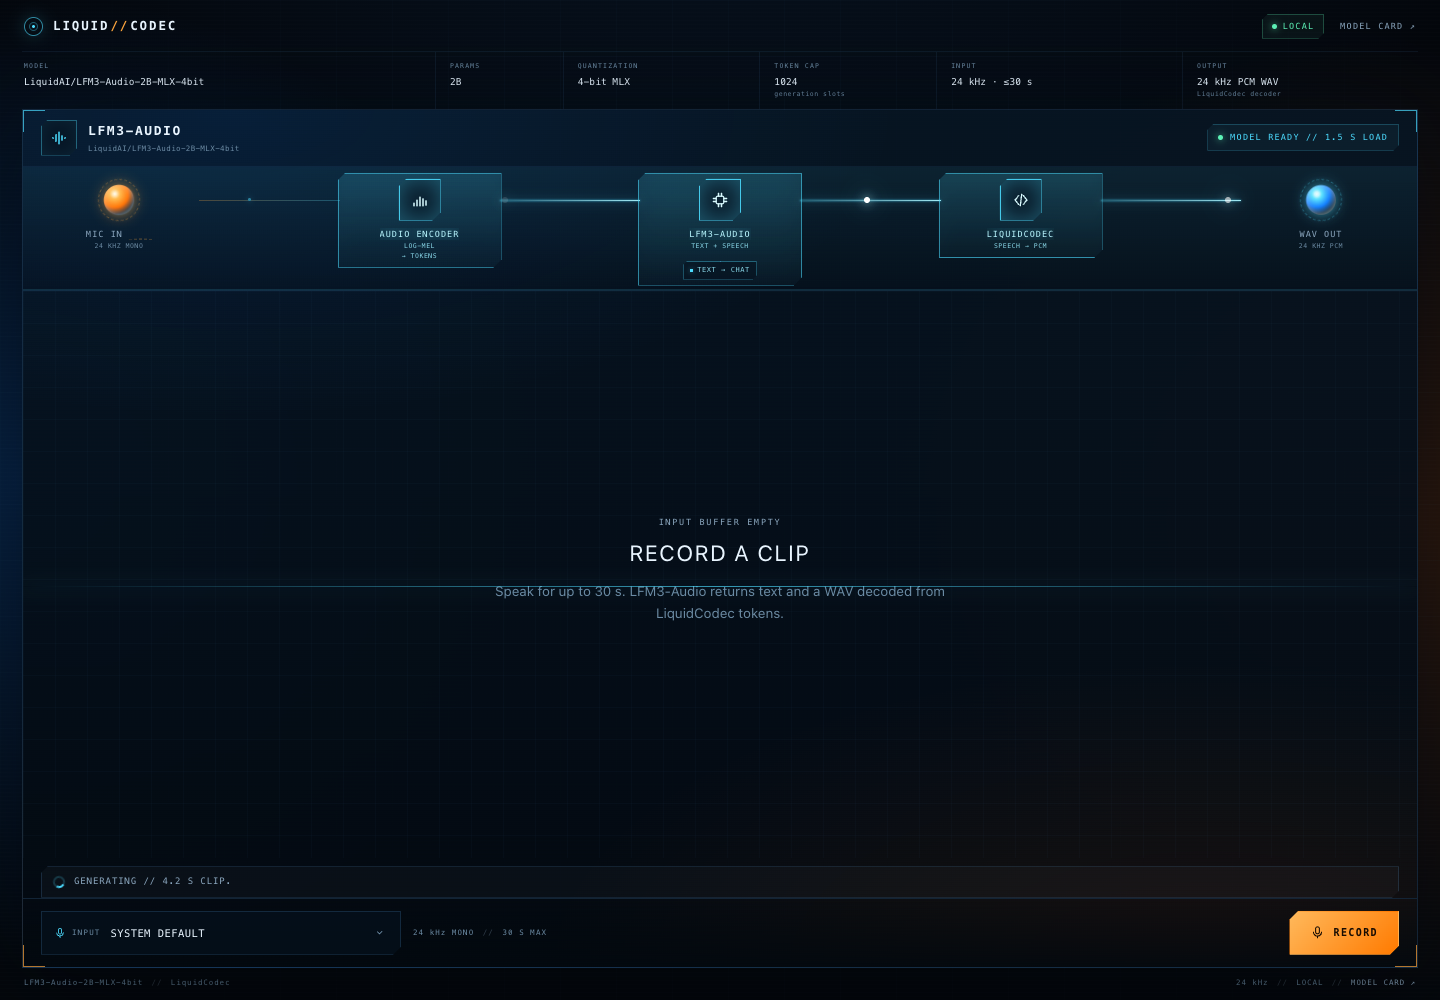 LIQUID//CODEC
LOCAL
MODEL CARD ↗
MODEL
LiquidAI/LFM3-Audio-2B-MLX-4bit
PARAMS
2B
QUANTIZATION
4-bit MLX
TOKEN CAP
1024
generation slots
INPUT
24 kHz · ≤30 s
OUTPUT
24 kHz PCM WAV
LiquidCodec decoder
LFM3-AUDIO
LiquidAI/LFM3-Audio-2B-MLX-4bit
MODEL READY // 1.5 S LOAD
MIC IN
24 KHZ MONO
AUDIO ENCODER
LOG-MEL
→ TOKENS
LFM3-AUDIO
TEXT + SPEECH
TEXT → CHAT
LIQUIDCODEC
SPEECH → PCM
WAV OUT
24 KHZ PCM
INPUT BUFFER EMPTY
RECORD A CLIP
Speak for up to 30 s. LFM3-Audio returns text and a WAV decoded from
LiquidCodec tokens.
GENERATING // 4.2 S CLIP.
INPUT SYSTEM DEFAULT
24 kHz MONO // 30 S MAX
RECORD
LFM3-Audio-2B-MLX-4bit // LiquidCodec
24 kHz // LOCAL // MODEL CARD ↗